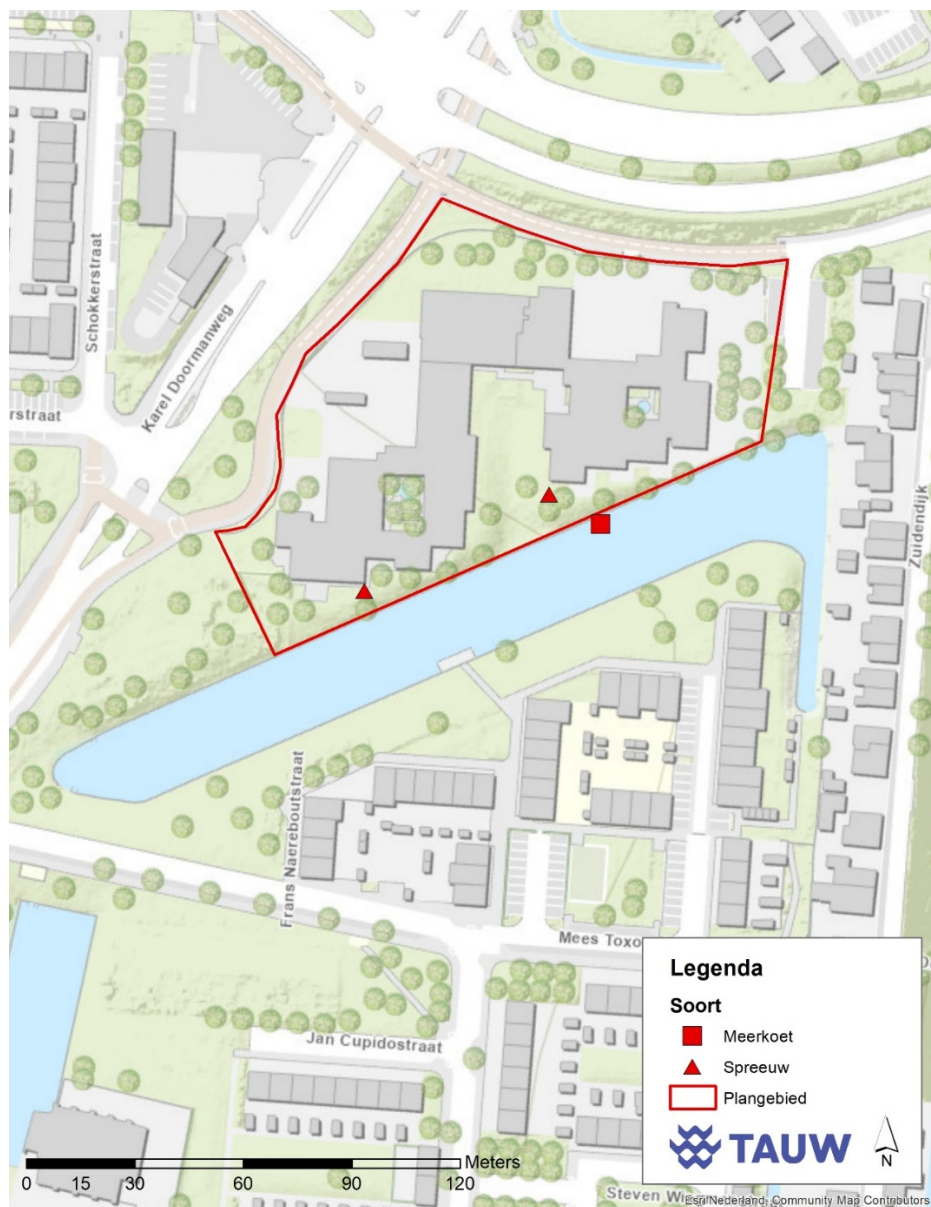 Schokkerstraat
Karel Doormanweg
rstraat
Zuidendijk
Frans Naereboutstraat
Mees Toxo
Jan Cupidostraat
Legenda
Soort
Meerkoet
Spreeuw
Plangebied
TAUW
N
Meters
0 15 30 60 90 120
Steven Wi
Esri Nederland, Community Map Contributors